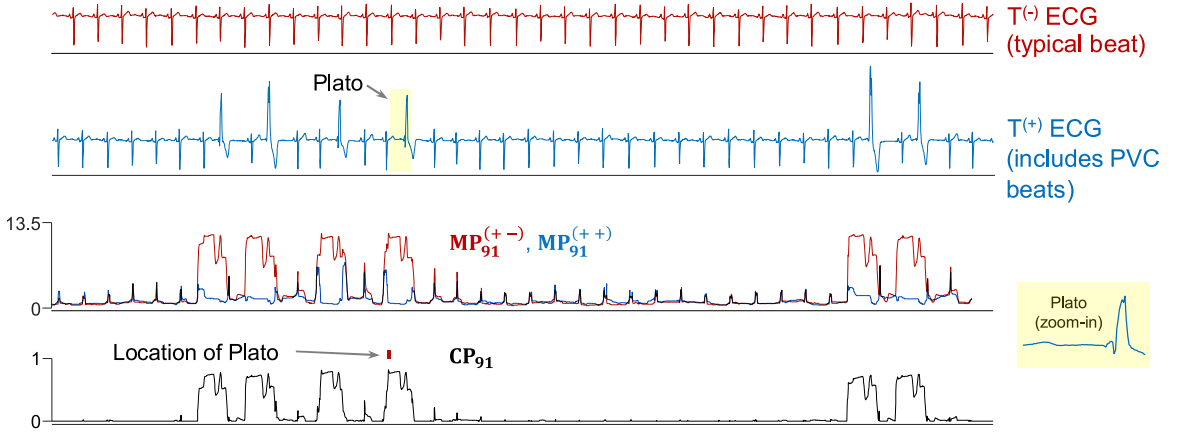 T(-) ECG
(typical beat)
Plato
T(+) ECG
(includes PVC
beats)
13.5
0
MP91(+ −), MP91(+ +)
Plato
(zoom-in)
Location of Plato
CP91
1
0